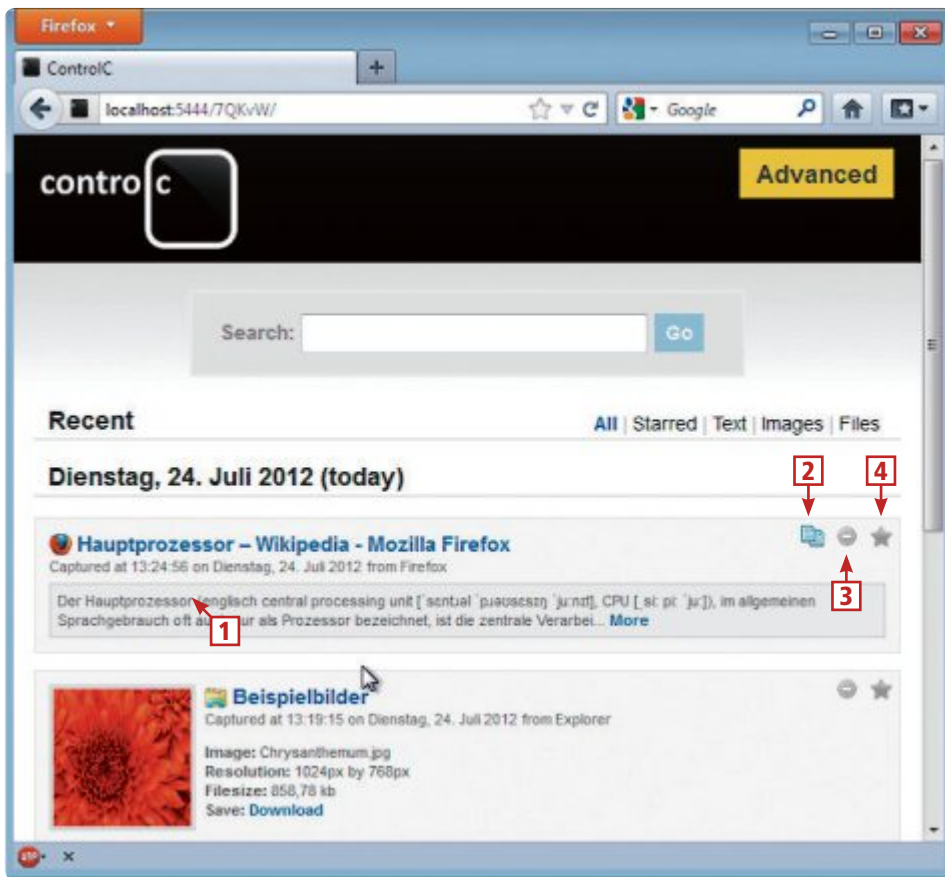 Firefox
ControlC
localhost:5444/7QKvW/
Google
control c
Advanced
Search:
Go
Recent
All | Starred | Text | Images | Files
Dienstag, 24. Juli 2012 (today)
2
4
Hauptprozessor – Wikipedia - Mozilla Firefox
Captured at 13:24:56 on Dienstag, 24. Juli 2012 from Firefox
3
Der Hauptprozessor (englisch central processing unit CPU im allgemeinen
Sprachgebrauch oft als Prozessor bezeichnet, ist die zentrale Verarbei... More
1
Beispielbilder
Captured at 13:19:15 on Dienstag, 24. Juli 2012 from Explorer
Image: Chrysanthemum.jpg
Resolution: 1024px by 768px
Filesize: 858,78 kb
Save: Download